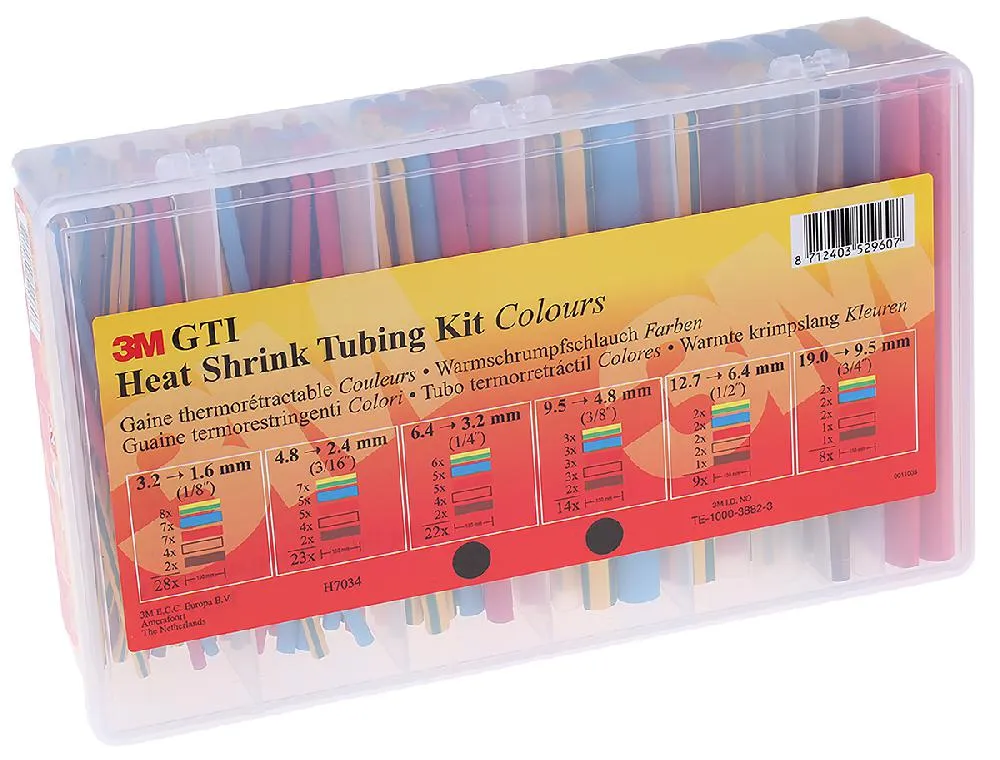 8 712403 529607
3M GTI
Heat Shrink Tubing Kit Colours
Gaine thermorétractable Couleurs • Warmschrumpfschlauch Farben
Guaine termorestringenti Colori • Tubo termorretráctil Colores • Warmte krimpslang Kleuren
3.2 → 1.6 mm
(1/8″)
8x
7x
7x
4x
2x
28x
4.8 → 2.4 mm
(3/16″)
7x
5x
5x
4x
2x
23x
6.4 → 3.2 mm
(1/4″)
6x
5x
5x
4x
2x
22x
9.5 → 4.8 mm
(3/8″)
3x
3x
3x
3x
2x
14x
12.7 → 6.4 mm
(1/2″)
2x
2x
2x
2x
1x
9x
19.0 → 9.5 mm
(3/4″)
2x
2x
2x
1x
1x
8x
3M I.D. NO
TE-1000-3882-3
H7034
3M E.C.C. Europa B.V.
Amersfoort
The Netherlands